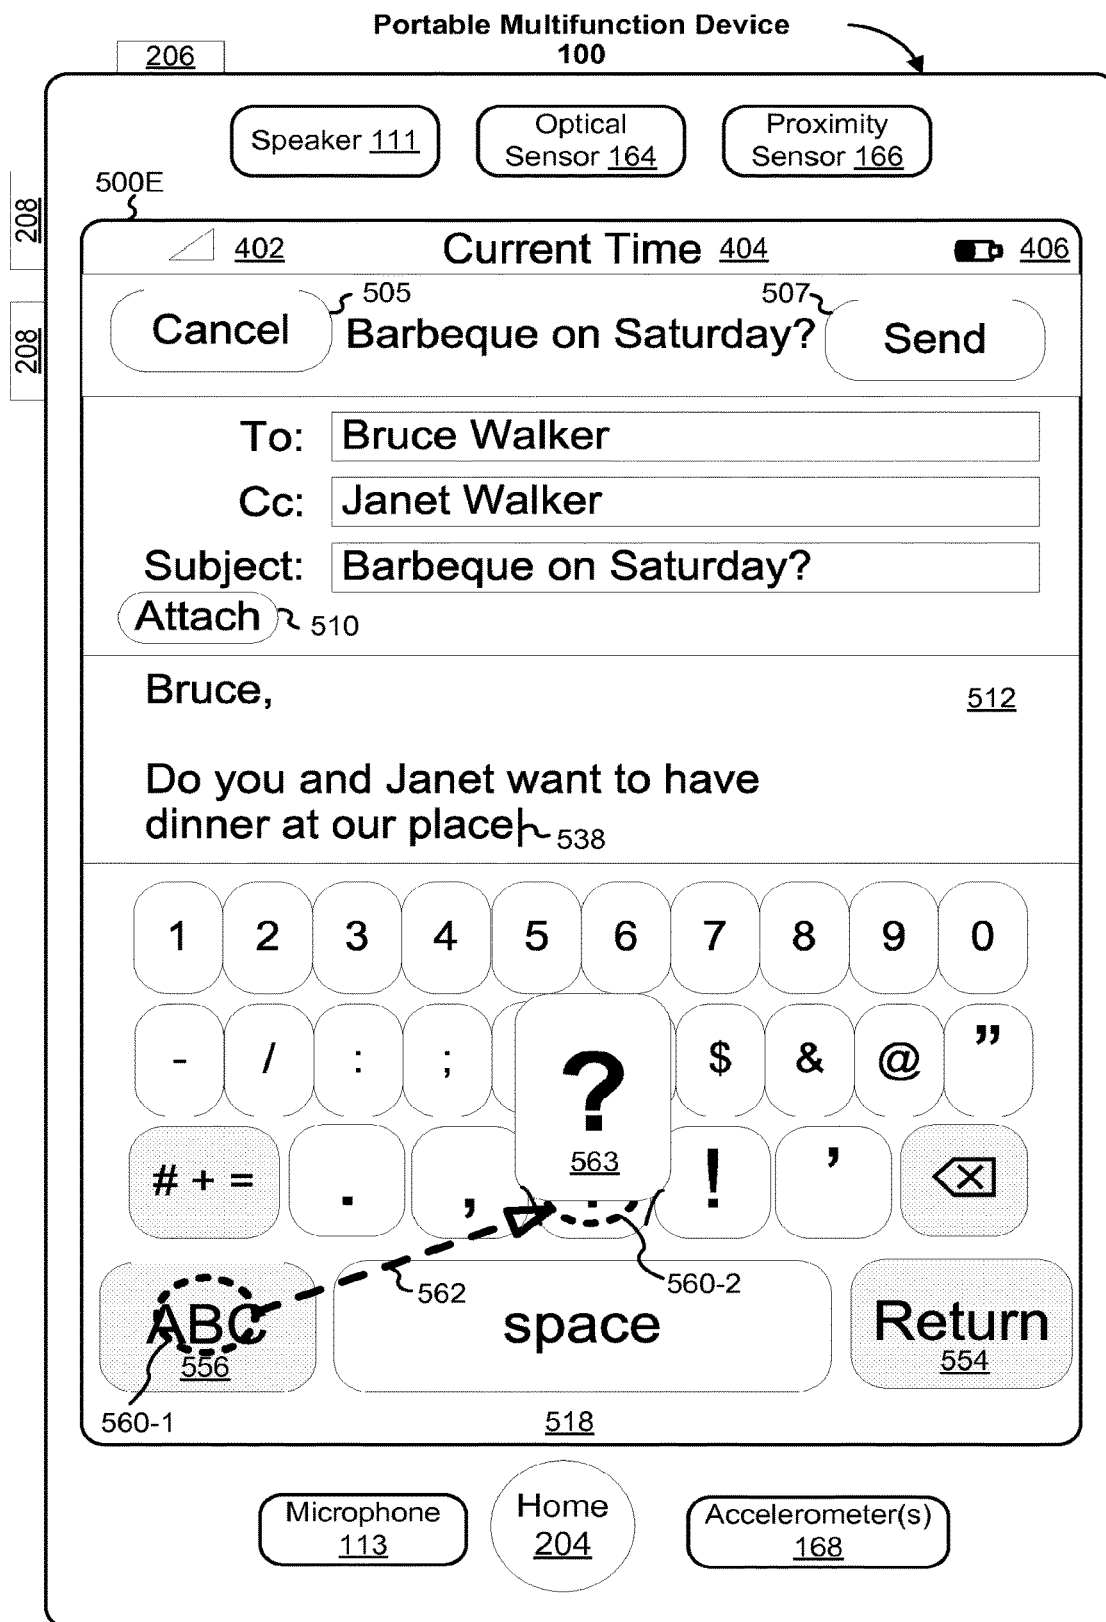 Portable Multifunction Device
100
206
Speaker 111
Optical
Sensor 164
Proximity
Sensor 166
500E
208
402
Current Time 404
406
505
507
Cancel
Barbeque on Saturday?
Send
208
To: Bruce Walker
Cc: Janet Walker
Subject: Barbeque on Saturday?
Attach
510
Bruce,
512
Do you and Janet want to have
dinner at our place
538
1 2 3 4 5 6 7 8 9 0
- / : ; $ & @ ”
?
563
# + = . , ! ’
562
560-2
ABC
556
space
Return
554
560-1
518
Microphone
113
Home
204
Accelerometer(s)
168